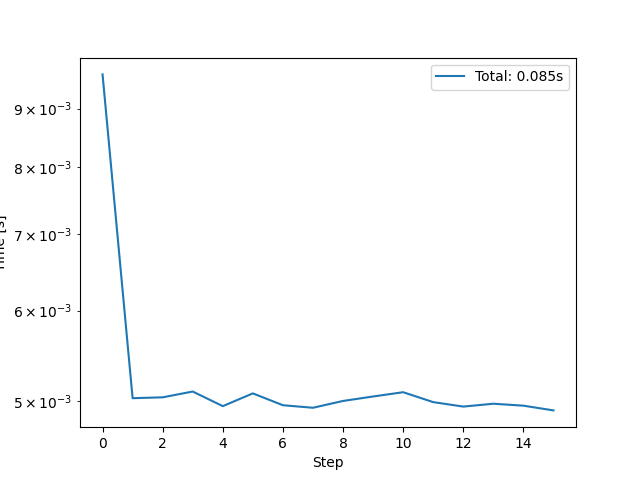 Total: 0.085s
9 × 10⁻³
8 × 10⁻³
7 × 10⁻³
6 × 10⁻³
5 × 10⁻³
Time [s]
0 2 4 6 8 10 12 14
Step